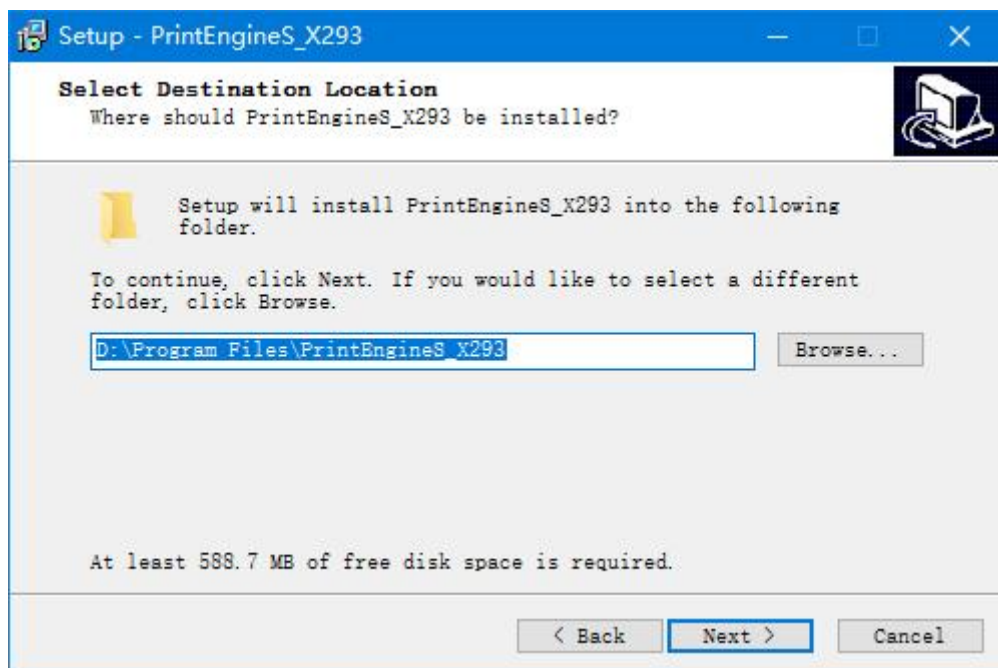 Setup - PrintEngineS_X293
Select Destination Location
Where should PrintEngineS_X293 be installed?
Setup will install PrintEngineS_X293 into the following
folder.
To continue, click Next. If you would like to select a different
folder, click Browse.
D:\Program Files\PrintEngineS_X293
Browse...
At least 588.7 MB of free disk space is required.
< Back
Next >
Cancel